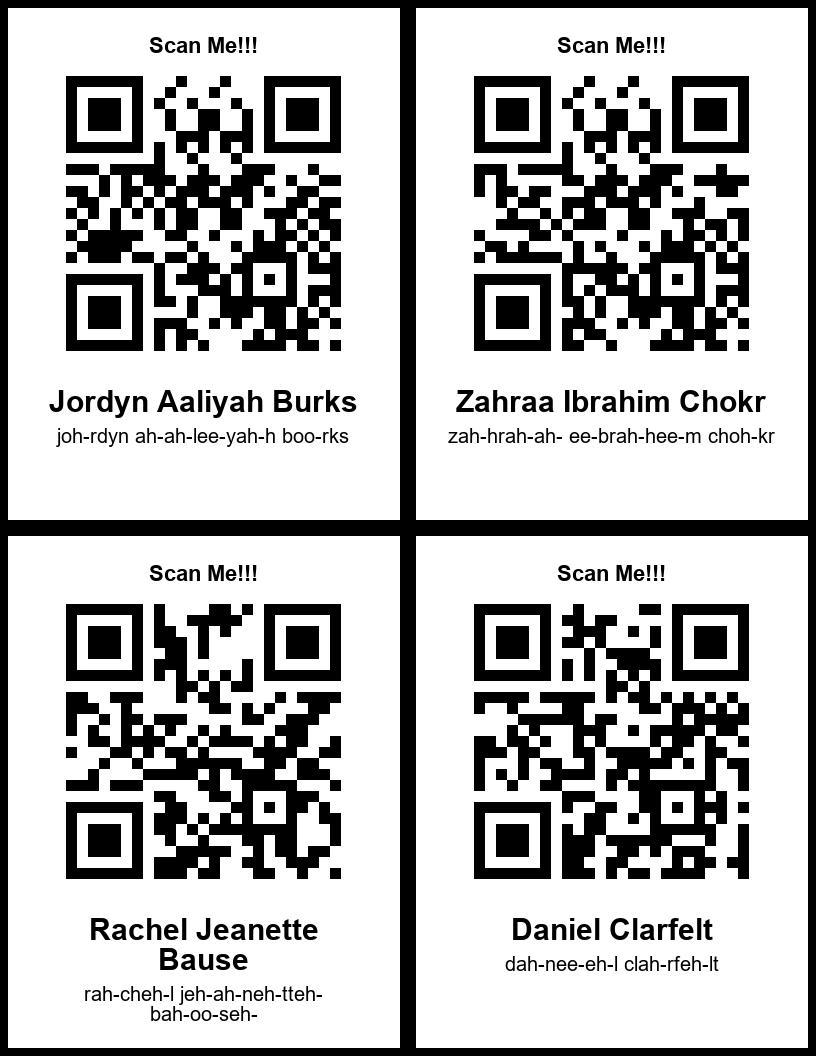 Scan Me!!!
Jordyn Aaliyah Burks
joh-rdyn ah-ah-lee-yah-h boo-rks
Scan Me!!!
Zahraa Ibrahim Chokr
zah-hrah-ah- ee-brah-hee-m choh-kr
Scan Me!!!
Rachel Jeanette
Bause
rah-cheh-l jeh-ah-neh-tteh-
bah-oo-seh-
Scan Me!!!
Daniel Clarfelt
dah-nee-eh-l clah-rfeh-lt